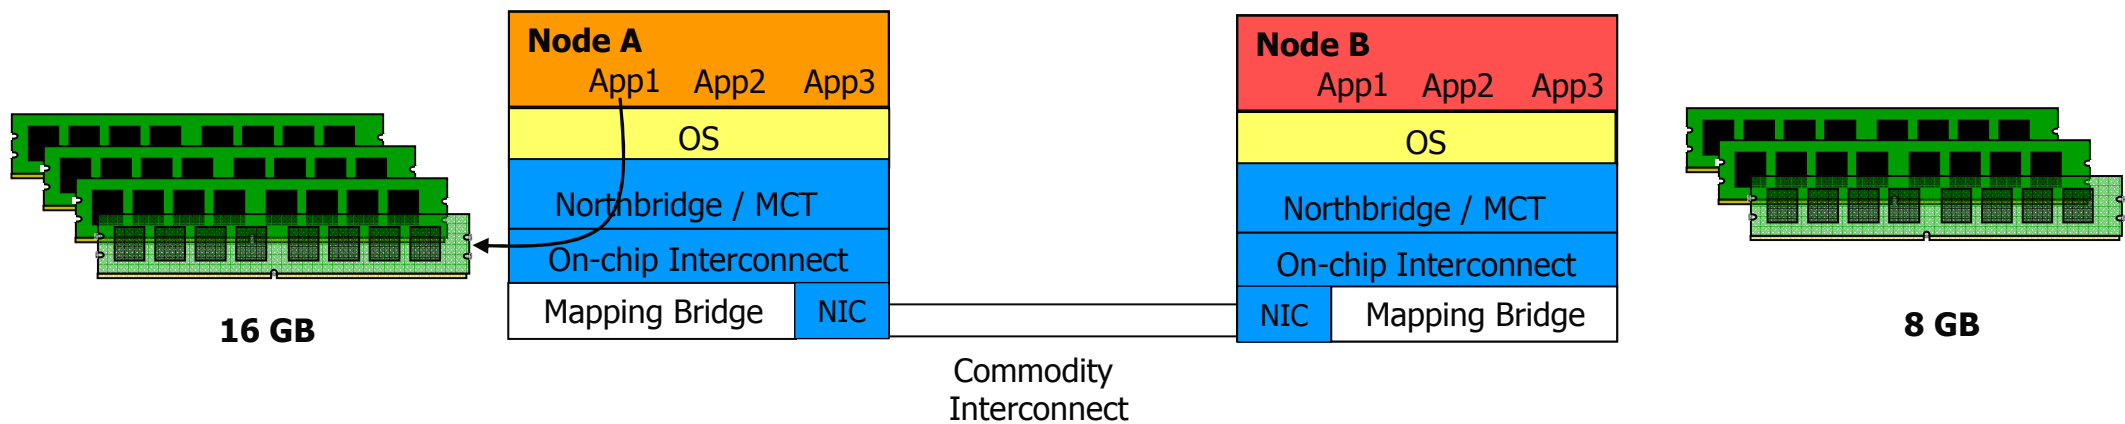 Node A
App1 App2 App3
OS
Northbridge / MCT
On-chip Interconnect
Mapping Bridge NIC
16 GB
Commodity
Interconnect
Node B
App1 App2 App3
OS
Northbridge / MCT
On-chip Interconnect
NIC Mapping Bridge
8 GB